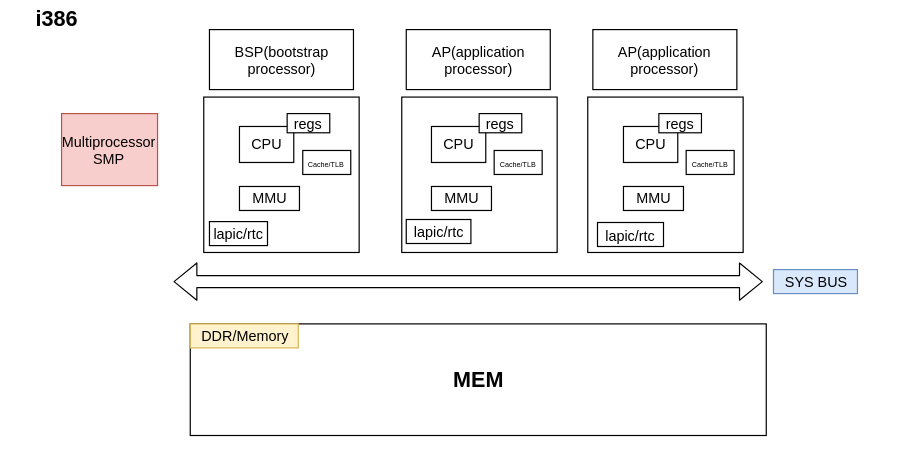 i386
BSP(bootstrap
processor)
AP(application
processor)
AP(application
processor)
Multiprocessor
SMP
regs
CPU
Cache/TLB
MMU
lapic/rtc
regs
CPU
Cache/TLB
MMU
lapic/rtc
regs
CPU
Cache/TLB
MMU
lapic/rtc
SYS BUS
DDR/Memory
MEM